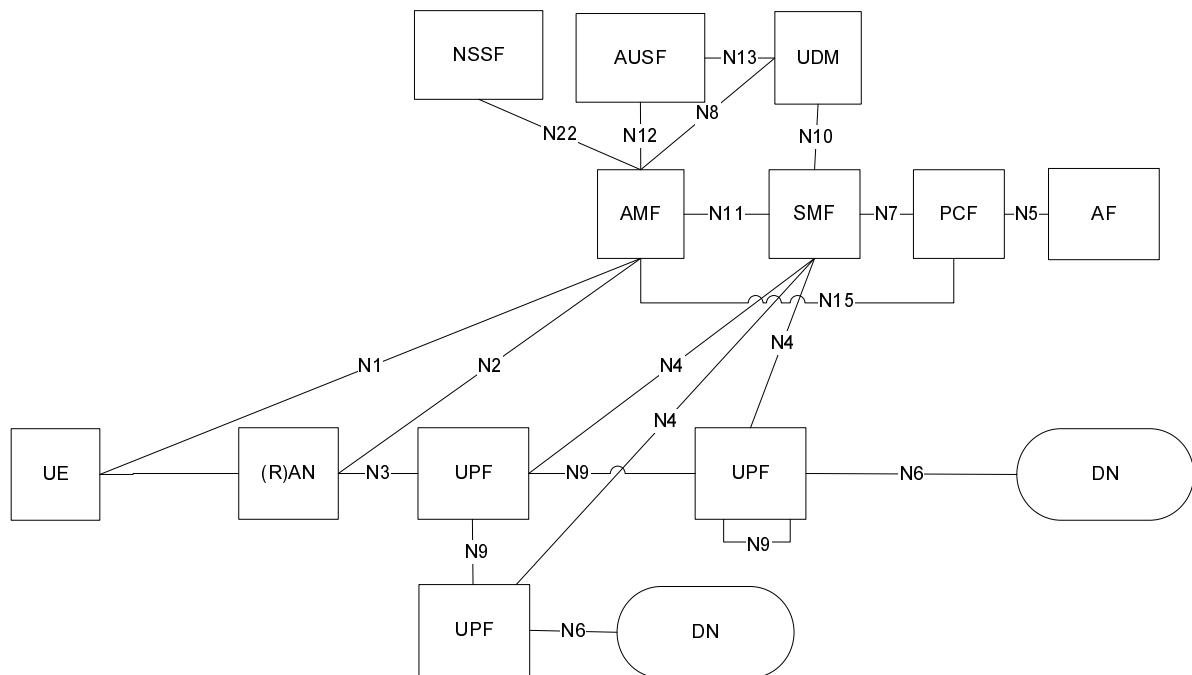 NSSF
AUSF
N13
UDM
N8
N22
N12
N10
AMF
N11
SMF
N7
PCF
N5
AF
N15
N1
N2
N4
N4
N4
UE
(R)AN
N3
UPF
N9
UPF
N6
DN
N9
N9
UPF
N6
DN